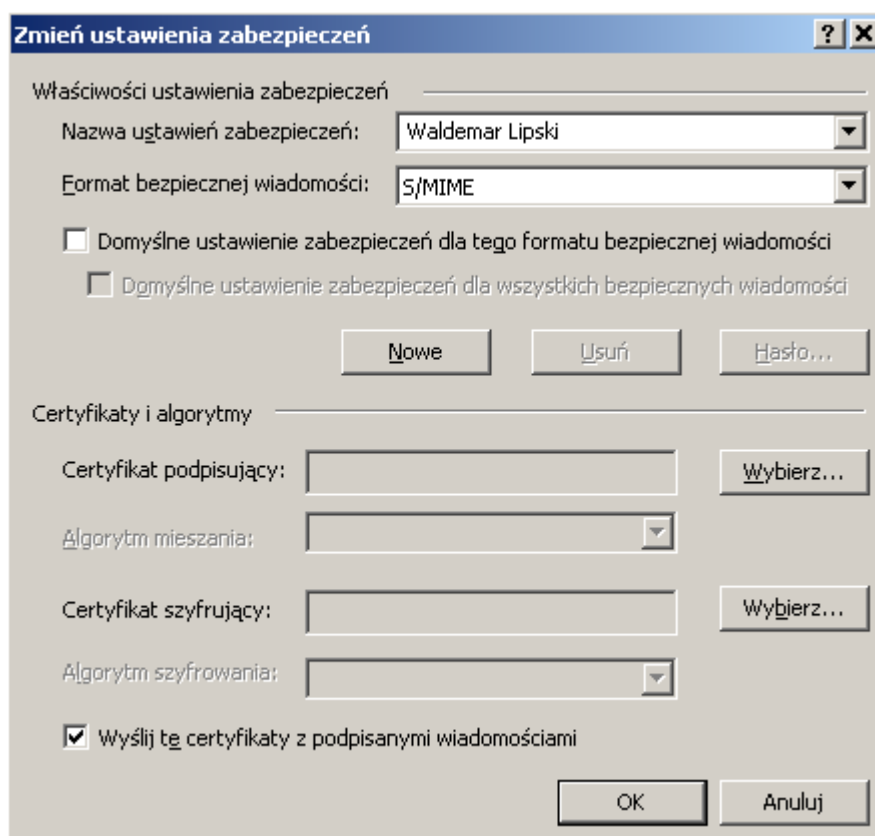 Zmień ustawienia zabezpieczeń
Właściwości ustawienia zabezpieczeń
Nazwa ustawień zabezpieczeń: Waldemar Lipski
Format bezpiecznej wiadomości: S/MIME
Domyślne ustawienie zabezpieczeń dla tego formatu bezpiecznej wiadomości
Domyślne ustawienie zabezpieczeń dla wszystkich bezpiecznych wiadomości
Nowe Usuń Hasło...
Certyfikaty i algorytmy
Certyfikat podpisujący: Wybierz...
Algorytm mieszania:
Certyfikat szyfrujący: Wybierz...
Algorytm szyfrowania:
Wyślij te certyfikaty z podpisanymi wiadomościami
OK Anuluj